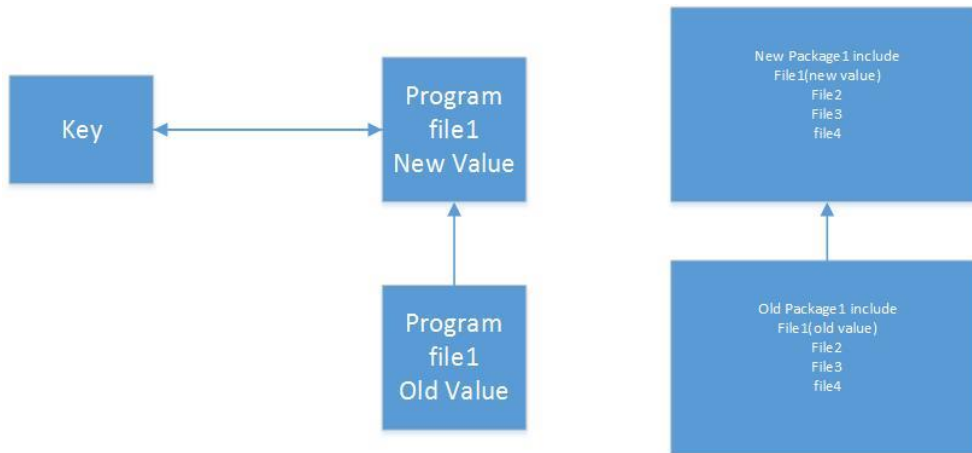 Key
Program
file1
New Value
Program
file1
Old Value
New Package1 include
File1(new value)
File2
File3
file4
Old Package1 include
File1(old value)
File2
File3
file4